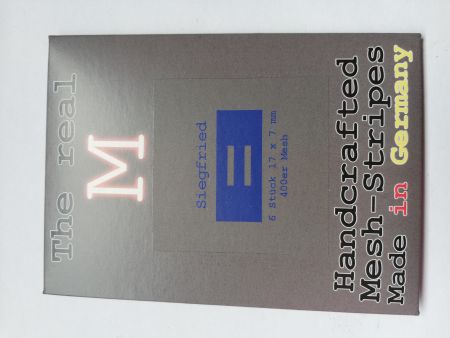 The real
M
Siegfried
6 Stück 17 x 7 mm
400er Mesh
Handcrafted
Mesh-Stripes
Made in Germany